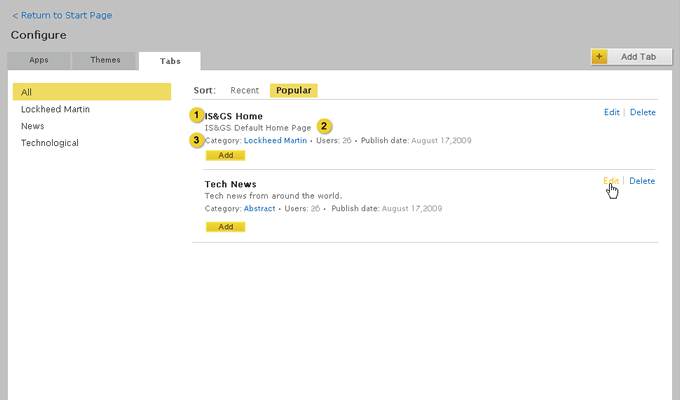 < Return to Start Page
Configure
Apps Themes Tabs + Add Tab
All
Lockheed Martin
News
Technological
Sort: Recent Popular
1 IS&GS Home Edit | Delete
IS&GS Default Home Page 2
3 Category: Lockheed Martin • Users: 26 • Publish date: August 17,2009
Add
Tech News Edit | Delete
Tech news from around the world.
Category: Abstract • Users: 26 • Publish date: August 17,2009
Add